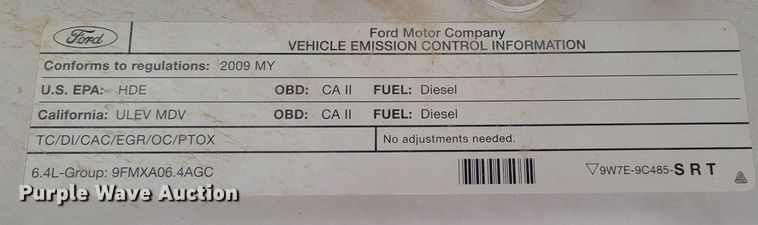 Ford
Ford Motor Company
VEHICLE EMISSION CONTROL INFORMATION
Conforms to regulations: 2009 MY
U.S. EPA: HDE OBD: CA II FUEL: Diesel
California: ULEV MDV OBD: CA II FUEL: Diesel
TC/DI/CAC/EGR/OC/PTOX No adjustments needed.
6.4L-Group: 9FMXA06.4AGC ▽9W7E-9C485-SRT
Purple Wave Auction